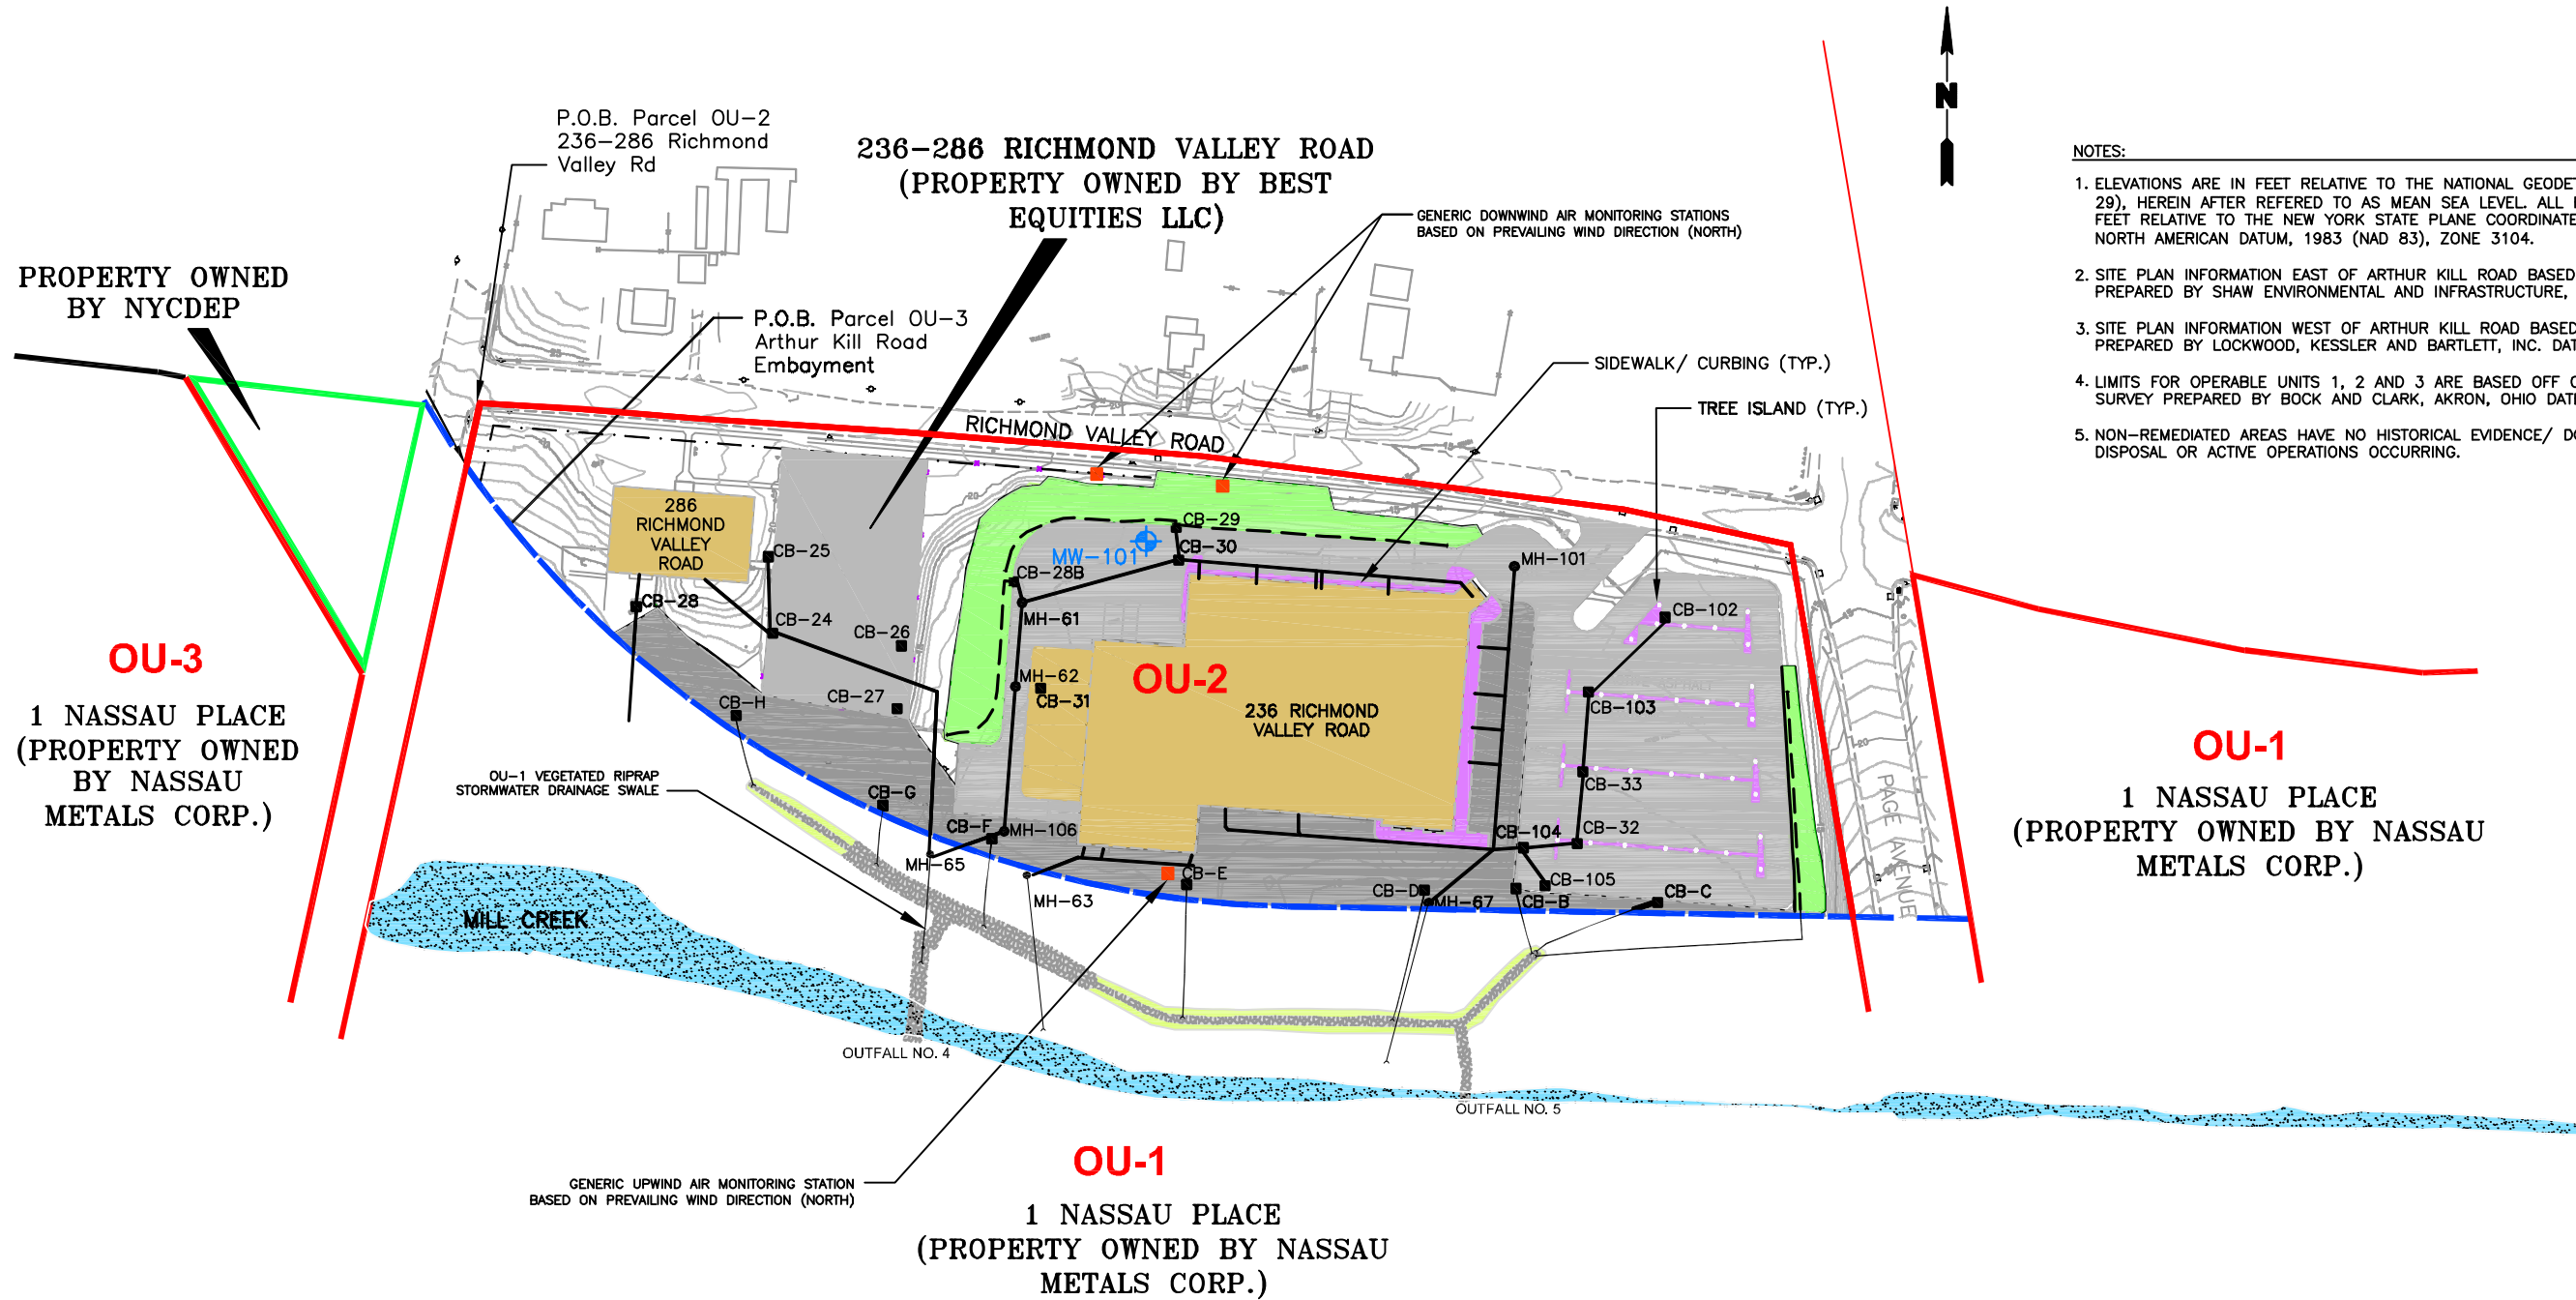 P.O.B. Parcel OU-2
236-286 Richmond
Valley Rd
236-286 RICHMOND VALLEY ROAD
(PROPERTY OWNED BY BEST
EQUITIES LLC)
GENERIC DOWNWIND AIR MONITORING STATIONS
BASED ON PREVAILING WIND DIRECTION (NORTH)
N
NOTES:
1. ELEVATIONS ARE IN FEET RELATIVE TO THE NATIONAL
29), HEREIN AFTER REFERED TO AS MEAN SEA LEVEL. ALL
FEET RELATIVE TO THE NEW YORK STATE PLANE
NORTH AMERICAN DATUM, 1983 (NAD 83), ZONE 3104.
2. SITE PLAN INFORMATION EAST OF ARTHUR KILL ROAD BASED
PREPARED BY SHAW ENVIRONMENTAL AND INFRASTRUCTURE,
3. SITE PLAN INFORMATION WEST OF ARTHUR KILL ROAD BASED
PREPARED BY LOCKWOOD, KESSLER AND BARTLETT, INC.
4. LIMITS FOR OPERABLE UNITS 1, 2 AND 3 ARE BASED OFF
SURVEY PREPARED BY BOCK AND CLARK, AKRON, OHIO
5. NON-REMEDIATED AREAS HAVE NO HISTORICAL EVIDENCE/
DISPOSAL OR ACTIVE OPERATIONS OCCURRING.
PROPERTY OWNED
BY NYCDEP
P.O.B. Parcel OU-3
Arthur Kill Road
Embayment
SIDEWALK/ CURBING (TYP.)
TREE ISLAND (TYP.)
RICHMOND VALLEY ROAD
286
RICHMOND
VALLEY
ROAD
CB-25
CB-28
CB-24
CB-26
CB-27
CB-H
CB-G
CB-29
MW-101
CB-30
CB-28B
MH-61
MH-62
CB-31
MH-101
CB-102
CB-103
CB-33
CB-32
CB-104
CB-105
CB-C
CB-B
MH-67
CB-D
CB-E
MH-63
MH-65
CB-F
MH-106
OU-2
236 RICHMOND
VALLEY ROAD
PAGE AVENUE
OU-3
1 NASSAU PLACE
(PROPERTY OWNED
BY NASSAU
METALS CORP.)
OU-1
1 NASSAU PLACE
(PROPERTY OWNED BY NASSAU
METALS CORP.)
OU-1 VEGETATED RIPRAP
STORMWATER DRAINAGE SWALE
MILL CREEK
OUTFALL NO. 4
OUTFALL NO. 5
GENERIC UPWIND AIR MONITORING STATION
BASED ON PREVAILING WIND DIRECTION (NORTH)
OU-1
1 NASSAU PLACE
(PROPERTY OWNED BY NASSAU
METALS CORP.)